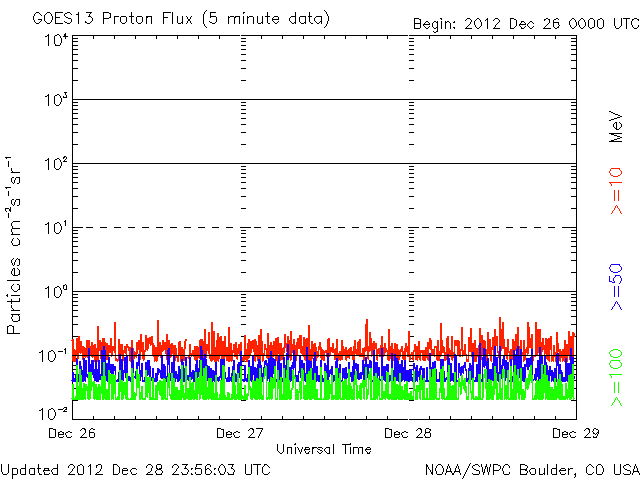 GOES13 Proton Flux (5 minute data)
Begin: 2012 Dec 26 0000 UTC
Particles cm⁻²s⁻¹sr⁻¹
10⁴
10³
10²
10¹
10⁰
10⁻¹
10⁻²
Dec 26
Dec 27
Dec 28
Dec 29
Universal Time
MeV
>=10
>=50
>=100
Updated 2012 Dec 28 23:56:03 UTC
NOAA/SWPC Boulder, CO USA